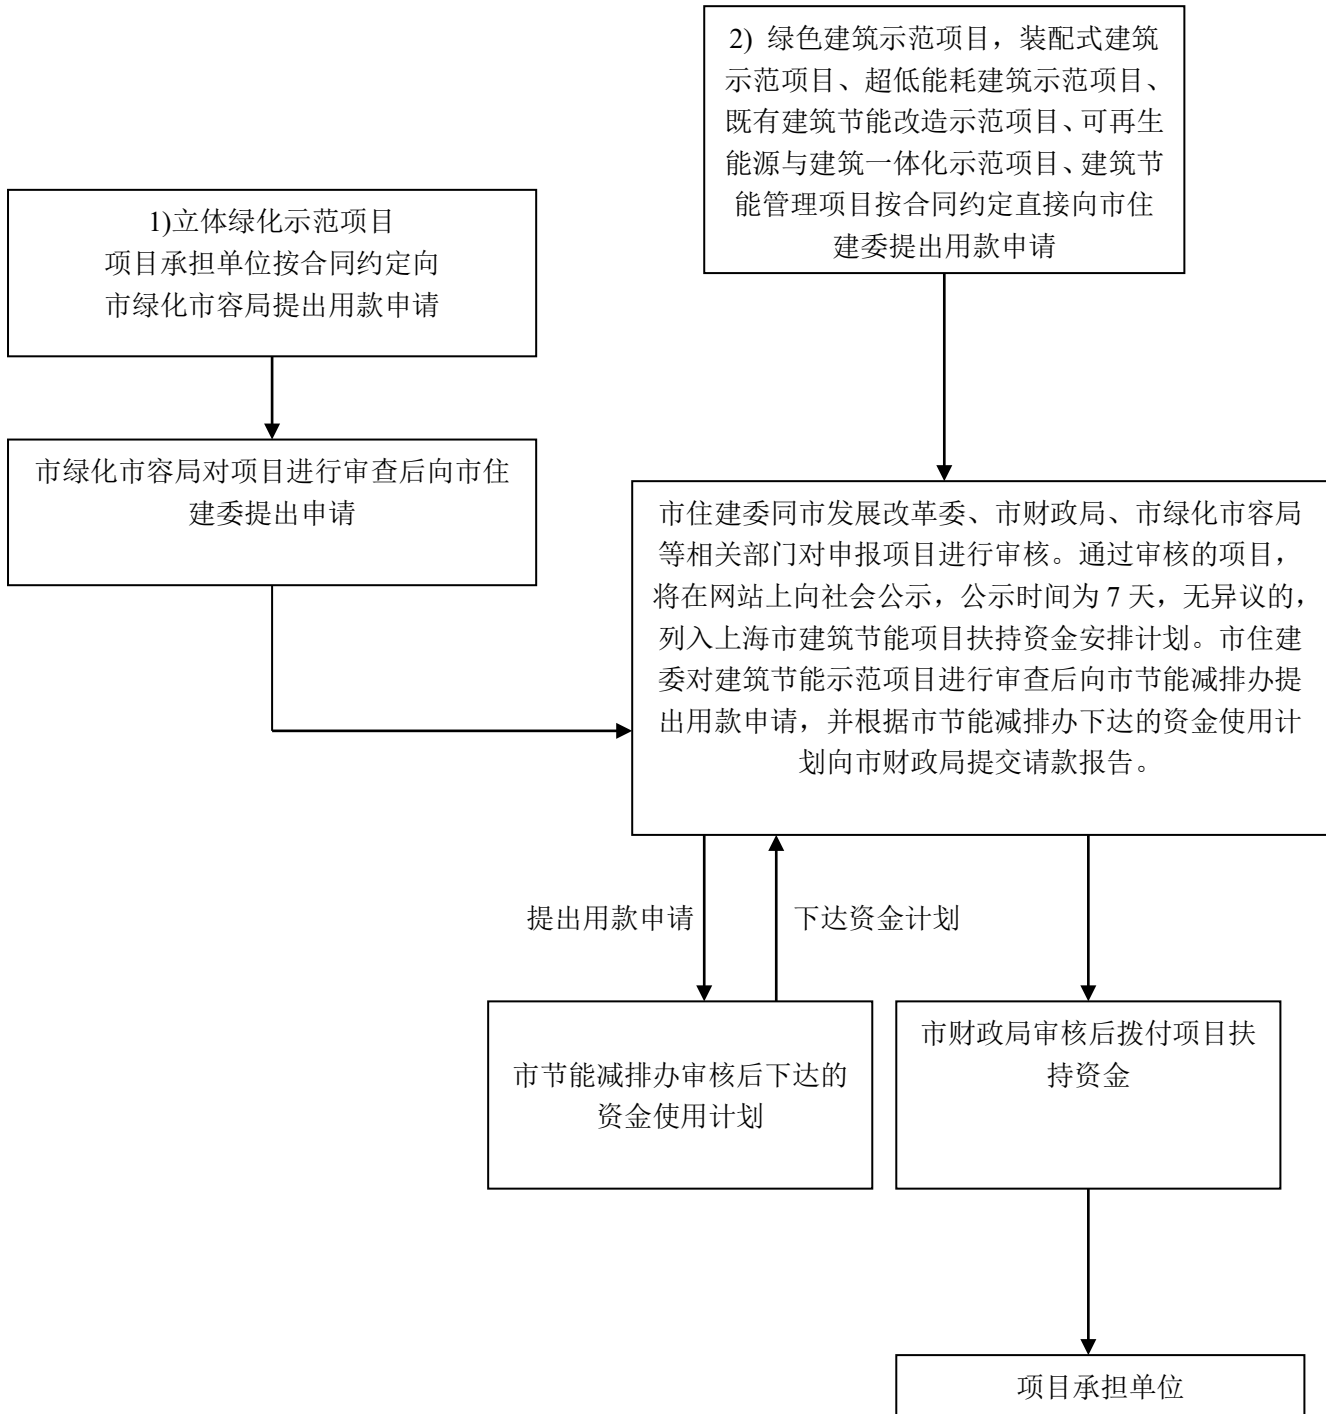 2) 绿色建筑示范项目，装配式建筑
示范项目、超低能耗建筑示范项目、
既有建筑节能改造示范项目、可再生
能源与建筑一体化示范项目、建筑节
能管理项目按合同约定直接向市住
建委提出用款申请
1)立体绿化示范项目
项目承担单位按合同约定向
市绿化市容局提出用款申请
市绿化市容局对项目进行审查后向市住
建委提出申请
市住建委同市发展改革委、市财政局、市绿化市容局
等相关部门对申报项目进行审核。通过审核的项目，
将在网站上向社会公示，公示时间为 7 天，无异议的，
列入上海市建筑节能项目扶持资金安排计划。市住建
委对建筑节能示范项目进行审查后向市节能减排办提
出用款申请，并根据市节能减排办下达的资金使用计
划向市财政局提交请款报告。
提出用款申请
下达资金计划
市节能减排办审核后下达的
资金使用计划
市财政局审核后拨付项目扶
持资金
项目承担单位